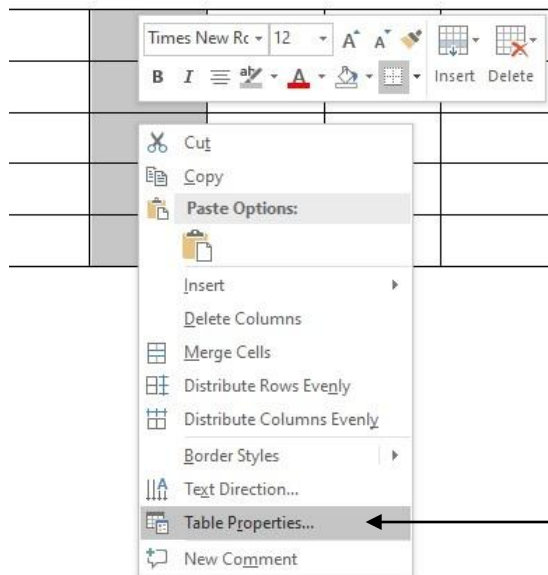 Times New Rc 12 A A
B I A Insert Delete
Cut
Copy
Paste Options:
Insert
Delete Columns
Merge Cells
Distribute Rows Evenly
Distribute Columns Evenly
Border Styles
Text Direction...
Table Properties...
New Comment